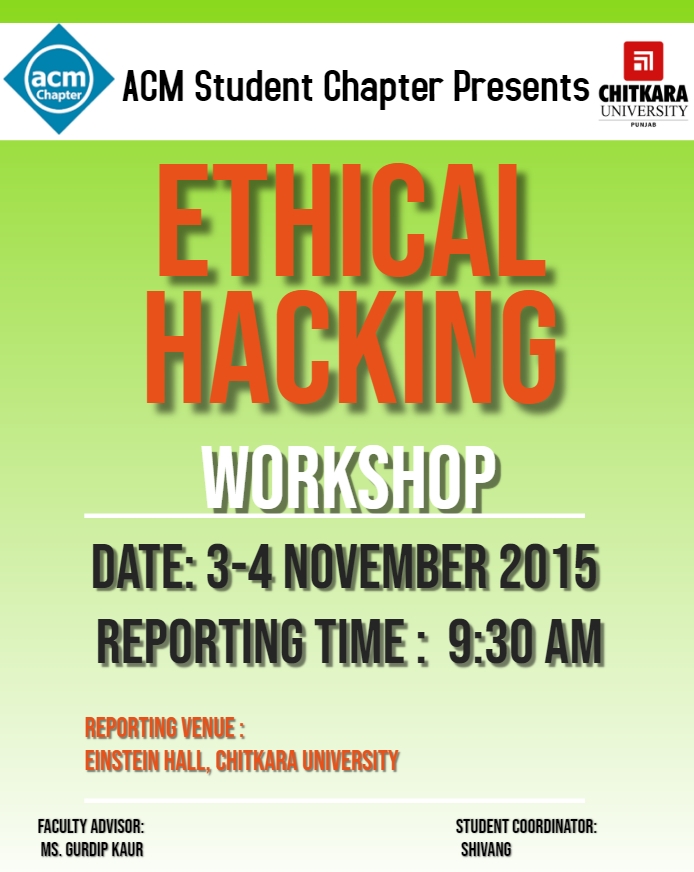 acm
Chapter
ACM Student Chapter Presents
CHITKARA
UNIVERSITY
PUNJAB
ETHICAL
HACKING
WORKSHOP
DATE: 3-4 NOVEMBER 2015
REPORTING TIME : 9:30 AM
REPORTING VENUE :
EINSTEIN HALL, CHITKARA UNIVERSITY
FACULTY ADVISOR:
MS. GURDIP KAUR
STUDENT COORDINATOR:
SHIVANG